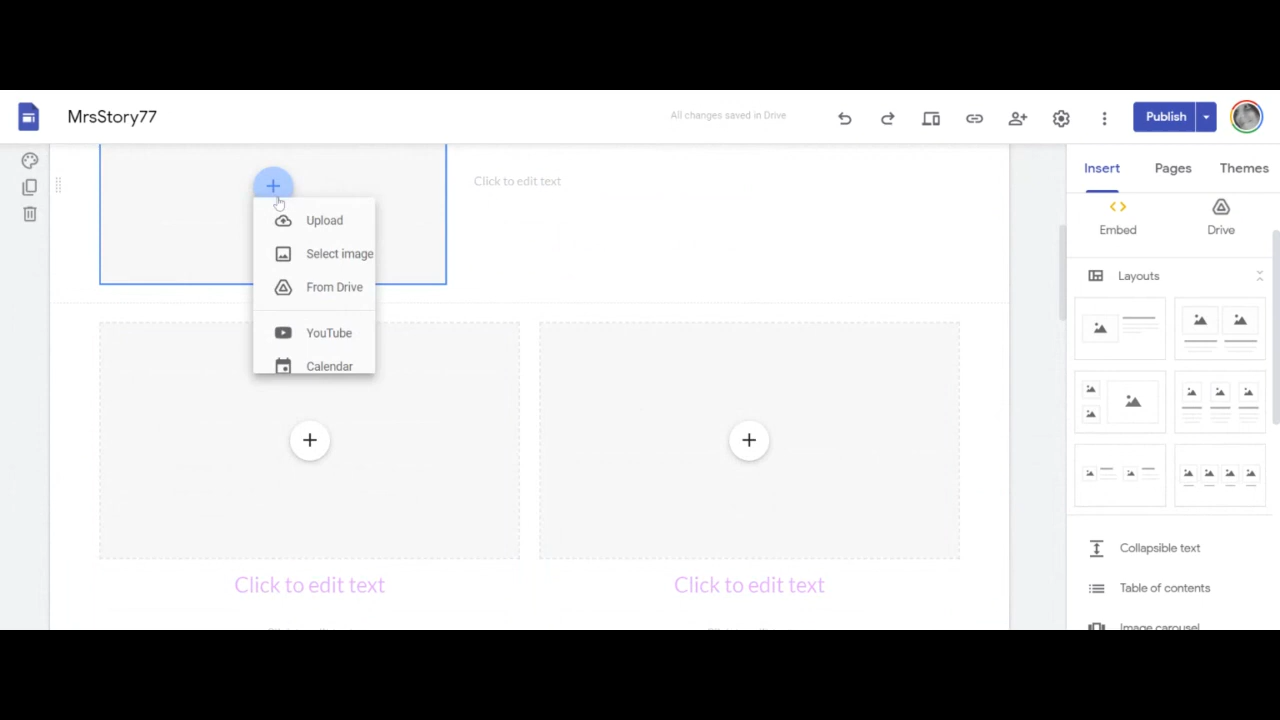 MrsStory77
All changes saved in Drive
Publish
Insert
Pages
Themes
Click to edit text
Embed
Drive
Upload
Select image
From Drive
YouTube
Calendar
Layouts
Click to edit text
Click to edit text
Collapsible text
Table of contents
Image carousel